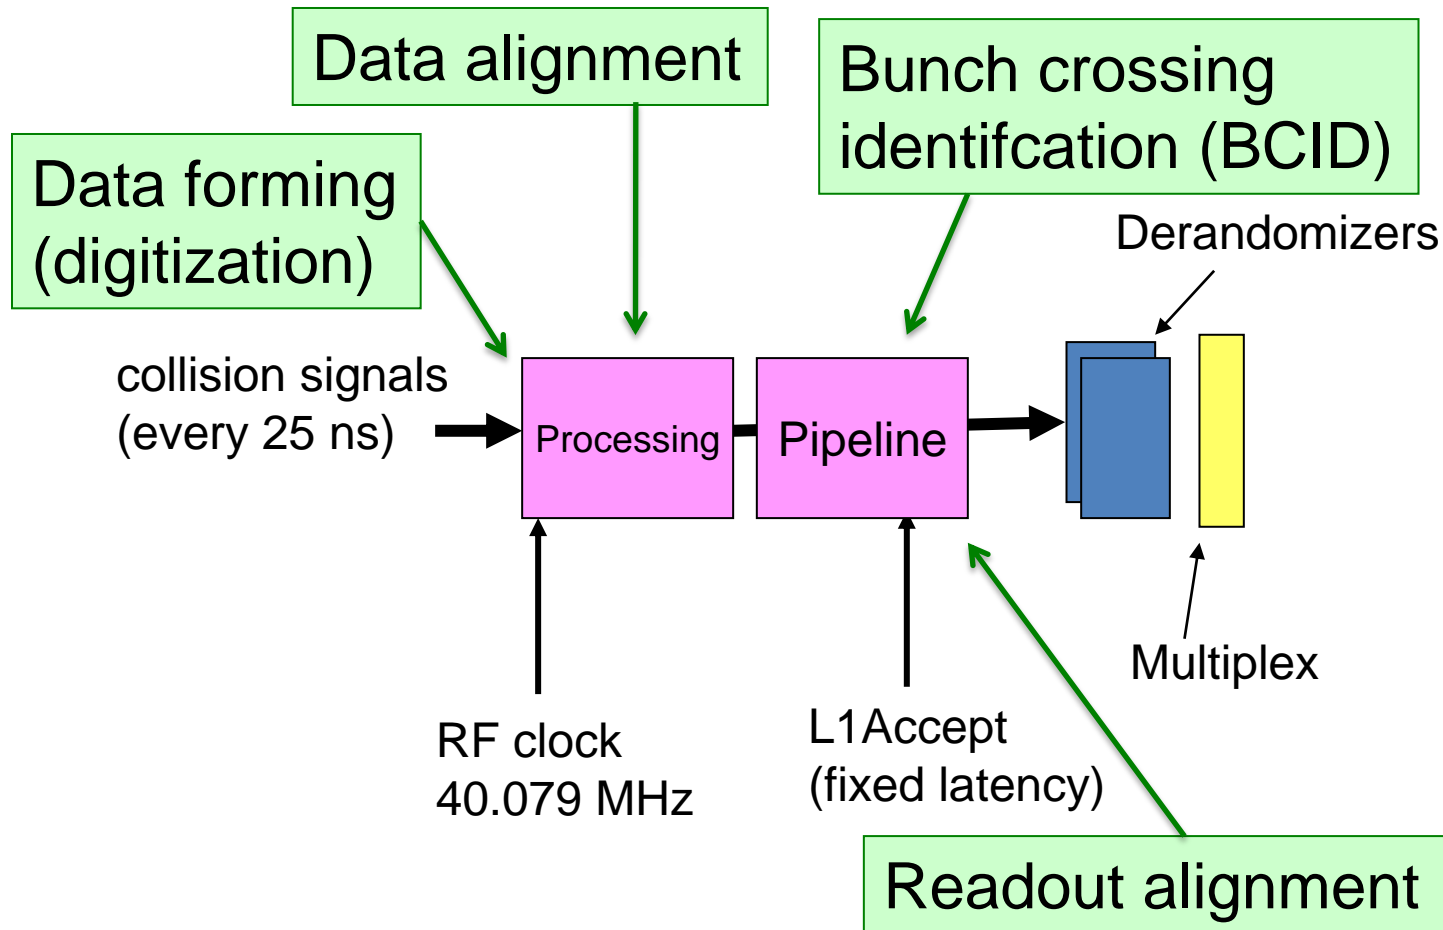 Data alignment
Bunch crossing
identifcation (BCID)
Data forming
(digitization)
Derandomizers
collision signals
(every 25 ns)
Processing
Pipeline
Multiplex
RF clock
40.079 MHz
L1Accept
(fixed latency)
Readout alignment